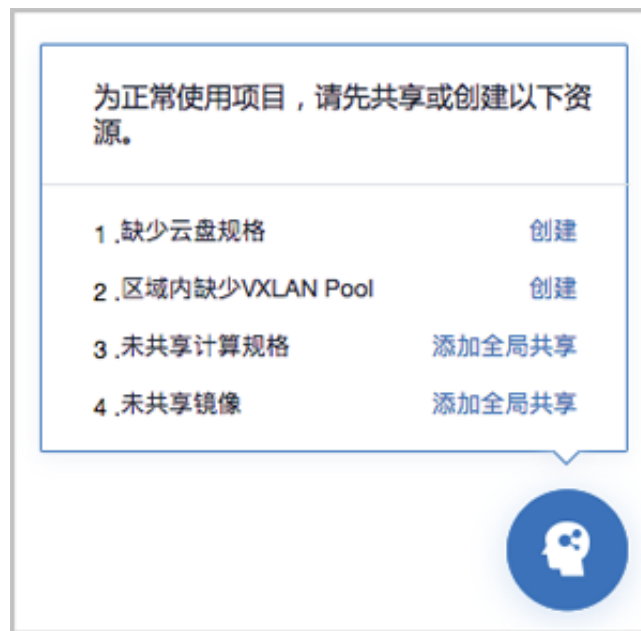 为正常使用项目，请先共享或创建以下资
源。
1 .缺少云盘规格 创建
2 .区域内缺少VXLAN Pool 创建
3 .未共享计算规格 添加全局共享
4 .未共享镜像 添加全局共享